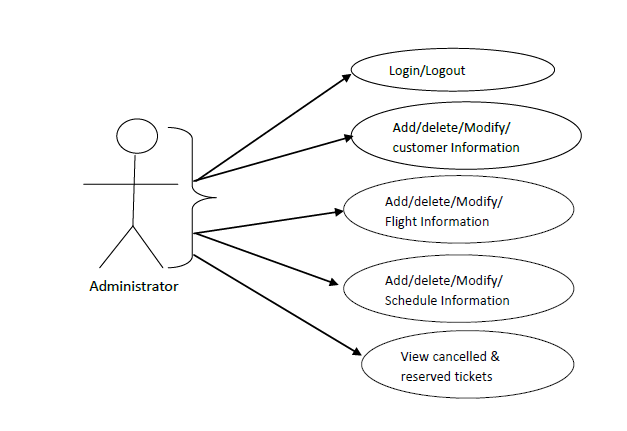 Login/Logout
Add/delete/Modify/
customer Information
Add/delete/Modify/
Flight Information
Administrator
Add/delete/Modify/
Schedule Information
View cancelled &
reserved tickets